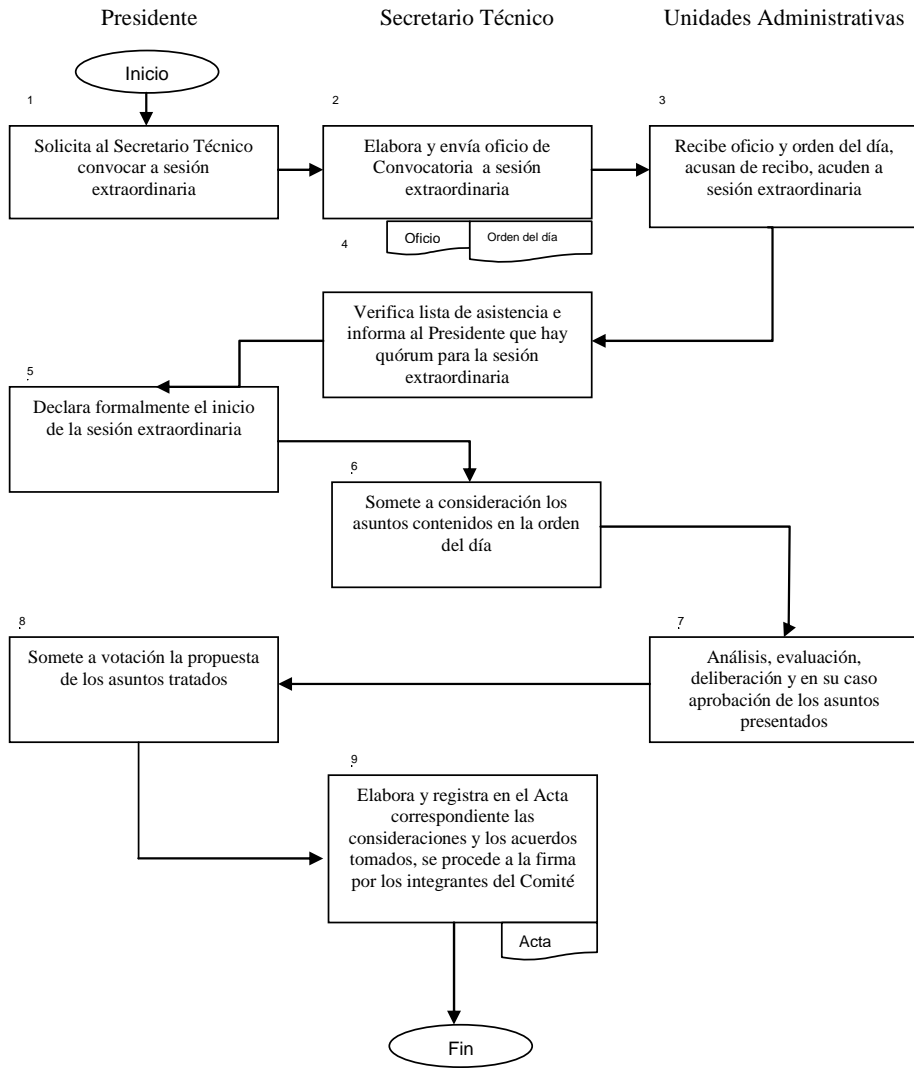 Presidente
Secretario Técnico
Unidades Administrativas
Inicio
1
Solicita al Secretario Técnico
convocar a sesión
extraordinaria
2
Elabora y envía oficio de
Convocatoria a sesión
extraordinaria
Oficio
Orden del día
3
Recibe oficio y orden del día,
acusan de recibo, acuden a
sesión extraordinaria
4
Verifica lista de asistencia e
informa al Presidente que hay
quórum para la sesión
extraordinaria
5
Declara formalmente el inicio
de la sesión extraordinaria
6
Somete a consideración los
asuntos contenidos en la orden
del día
7
Análisis, evaluación,
deliberación y en su caso
aprobación de los asuntos
presentados
8
Somete a votación la propuesta
de los asuntos tratados
9
Elabora y registra en el Acta
correspondiente las
consideraciones y los acuerdos
tomados, se procede a la firma
por los integrantes del Comité
Acta
Fin